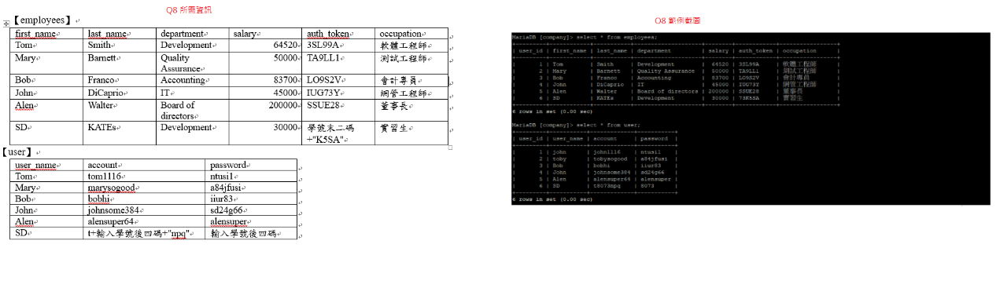 Q8 所需資訊
【employees】
first_name last_name department salary auth_token occupation
Tom Smith Development 64520 3SL99A 軟體工程師
Mary Barnett Quality Assurance 50000 TA9LL1 測試工程師
Bob Franco Accounting 83700 LO9S2V 會計專員
John DiCaprio IT 45000 IUG73Y 網管工程師
Alen Walter Board of directors 200000 SSUE28 董事長
SD KATEs Development 30000 學號末二碼+"K5SA" 實習生
【user】
user_name account password
Tom tom1116 ntusi1
Mary marysogood a84jfusi
Bob bobhi iiur83
John johnsome384 sd24g66
Alen alensuper64 alensuper
SD t+輸入學號後四碼+"npq" 輸入學號後四碼
Q8 範例截圖
MariaDB [company]> select * from employees;
| user_id | first_name | last_name | department | salary | auth_token | occupation |
| 1 | Tom | Smith | Development | 64520 | 3SL99A | 軟體工程師 |
| 2 | Mary | Barnett | Quality Assurance | 50000 | TA9LL1 | 測試工程師 |
| 3 | Bob | Franco | Accounting | 83700 | LO9S2V | 會計專員 |
| 4 | John | DiCaprio | IT | 45000 | IUG73Y | 網管工程師 |
| 5 | Alen | Walter | Board of directors | 200000 | SSUE28 | 董事長 |
| 6 | SD | KATEs | Development | 30000 | 73K5SA | 實習生 |
6 rows in set (0.00 sec)
MariaDB [company]> select * from user;
| user_id | user_name | account | password |
| 1 | john | john1116 | ntusi1 |
| 2 | toby | tobysogood | a84jfusi |
| 3 | Bob | bobhi | iiur83 |
| 4 | John | johnsome384 | sd24g66 |
| 5 | Alen | alensuper64 | alensuper |
| 6 | SD | t8073npq | 8073 |
6 rows in set (0.00 sec)